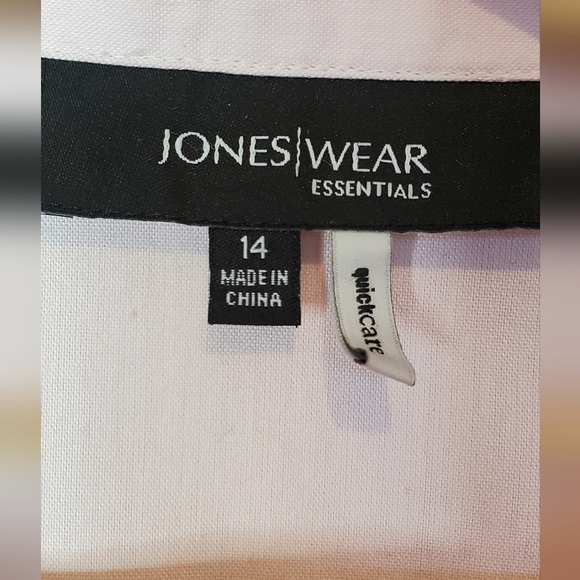 JONES|WEAR
ESSENTIALS
14
MADE IN
CHINA
quickcare